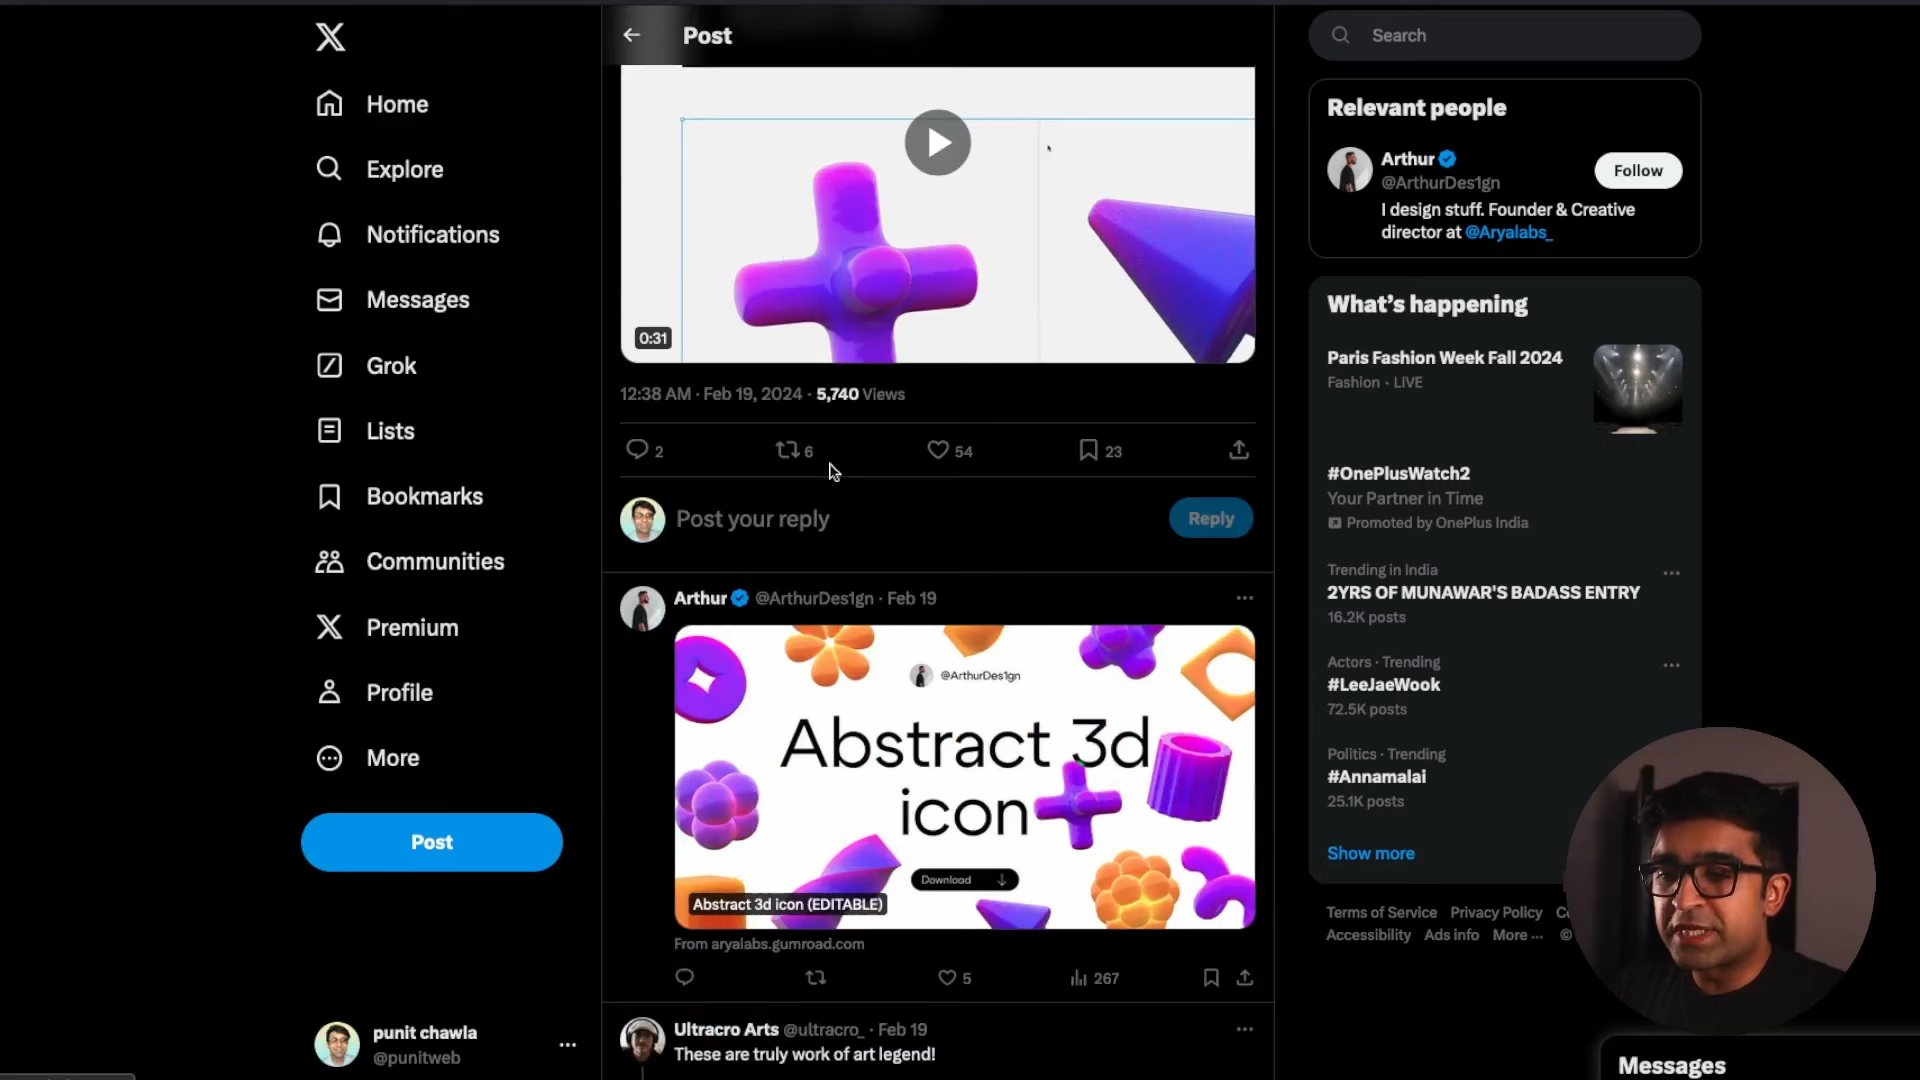 Home
Explore
Notifications
Messages
Grok
Lists
Bookmarks
Communities
Premium
Profile
More
Post
punit chawla
@punitweb
Post
0:31
12:38 AM · Feb 19, 2024 · 5,740 Views
2
6
54
23
Post your reply
Reply
Arthur @ArthurDes1gn · Feb 19
@ArthurDes1gn
Abstract 3d
icon
Download
Abstract 3d icon (EDITABLE)
From aryalabs.gumroad.com
5
267
Ultracro Arts @ultracro_ · Feb 19
These are truly work of art legend!
Search
Relevant people
Arthur
@ArthurDes1gn
Follow
I design stuff. Founder & Creative
director at @Aryalabs_
What's happening
Paris Fashion Week Fall 2024
Fashion · LIVE
#OnePlusWatch2
Your Partner in Time
Promoted by OnePlus India
Trending in India
2YRS OF MUNAWAR'S BADASS ENTRY
16.2K posts
Actors · Trending
#LeeJaeWook
72.5K posts
Politics · Trending
#Annamalai
25.1K posts
Show more
Terms of Service Privacy Policy
Accessibility Ads info More ··· ©
Messages